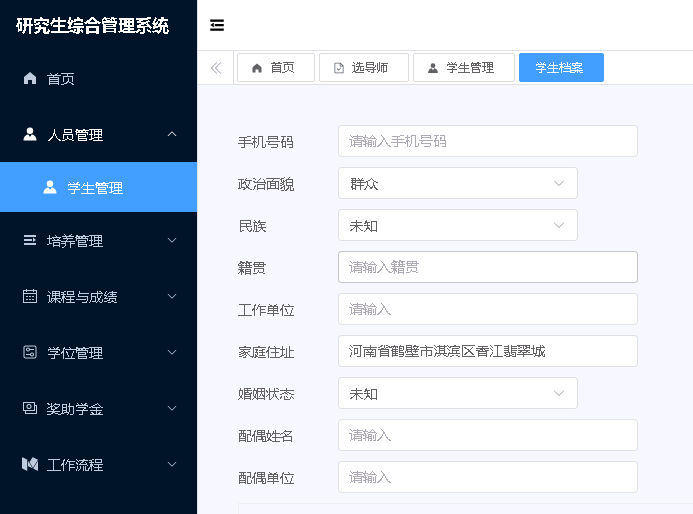 研究生综合管理系统
首页
人员管理
学生管理
培养管理
课程与成绩
学位管理
奖助学金
工作流程
首页
选导师
学生管理
学生档案
手机号码 请输入手机号码
政治面貌 群众
民族 未知
籍贯 请输入籍贯
工作单位 请输入
家庭住址 河南省鹤壁市淇滨区香江翡翠城
婚姻状态 未知
配偶姓名 请输入
配偶单位 请输入